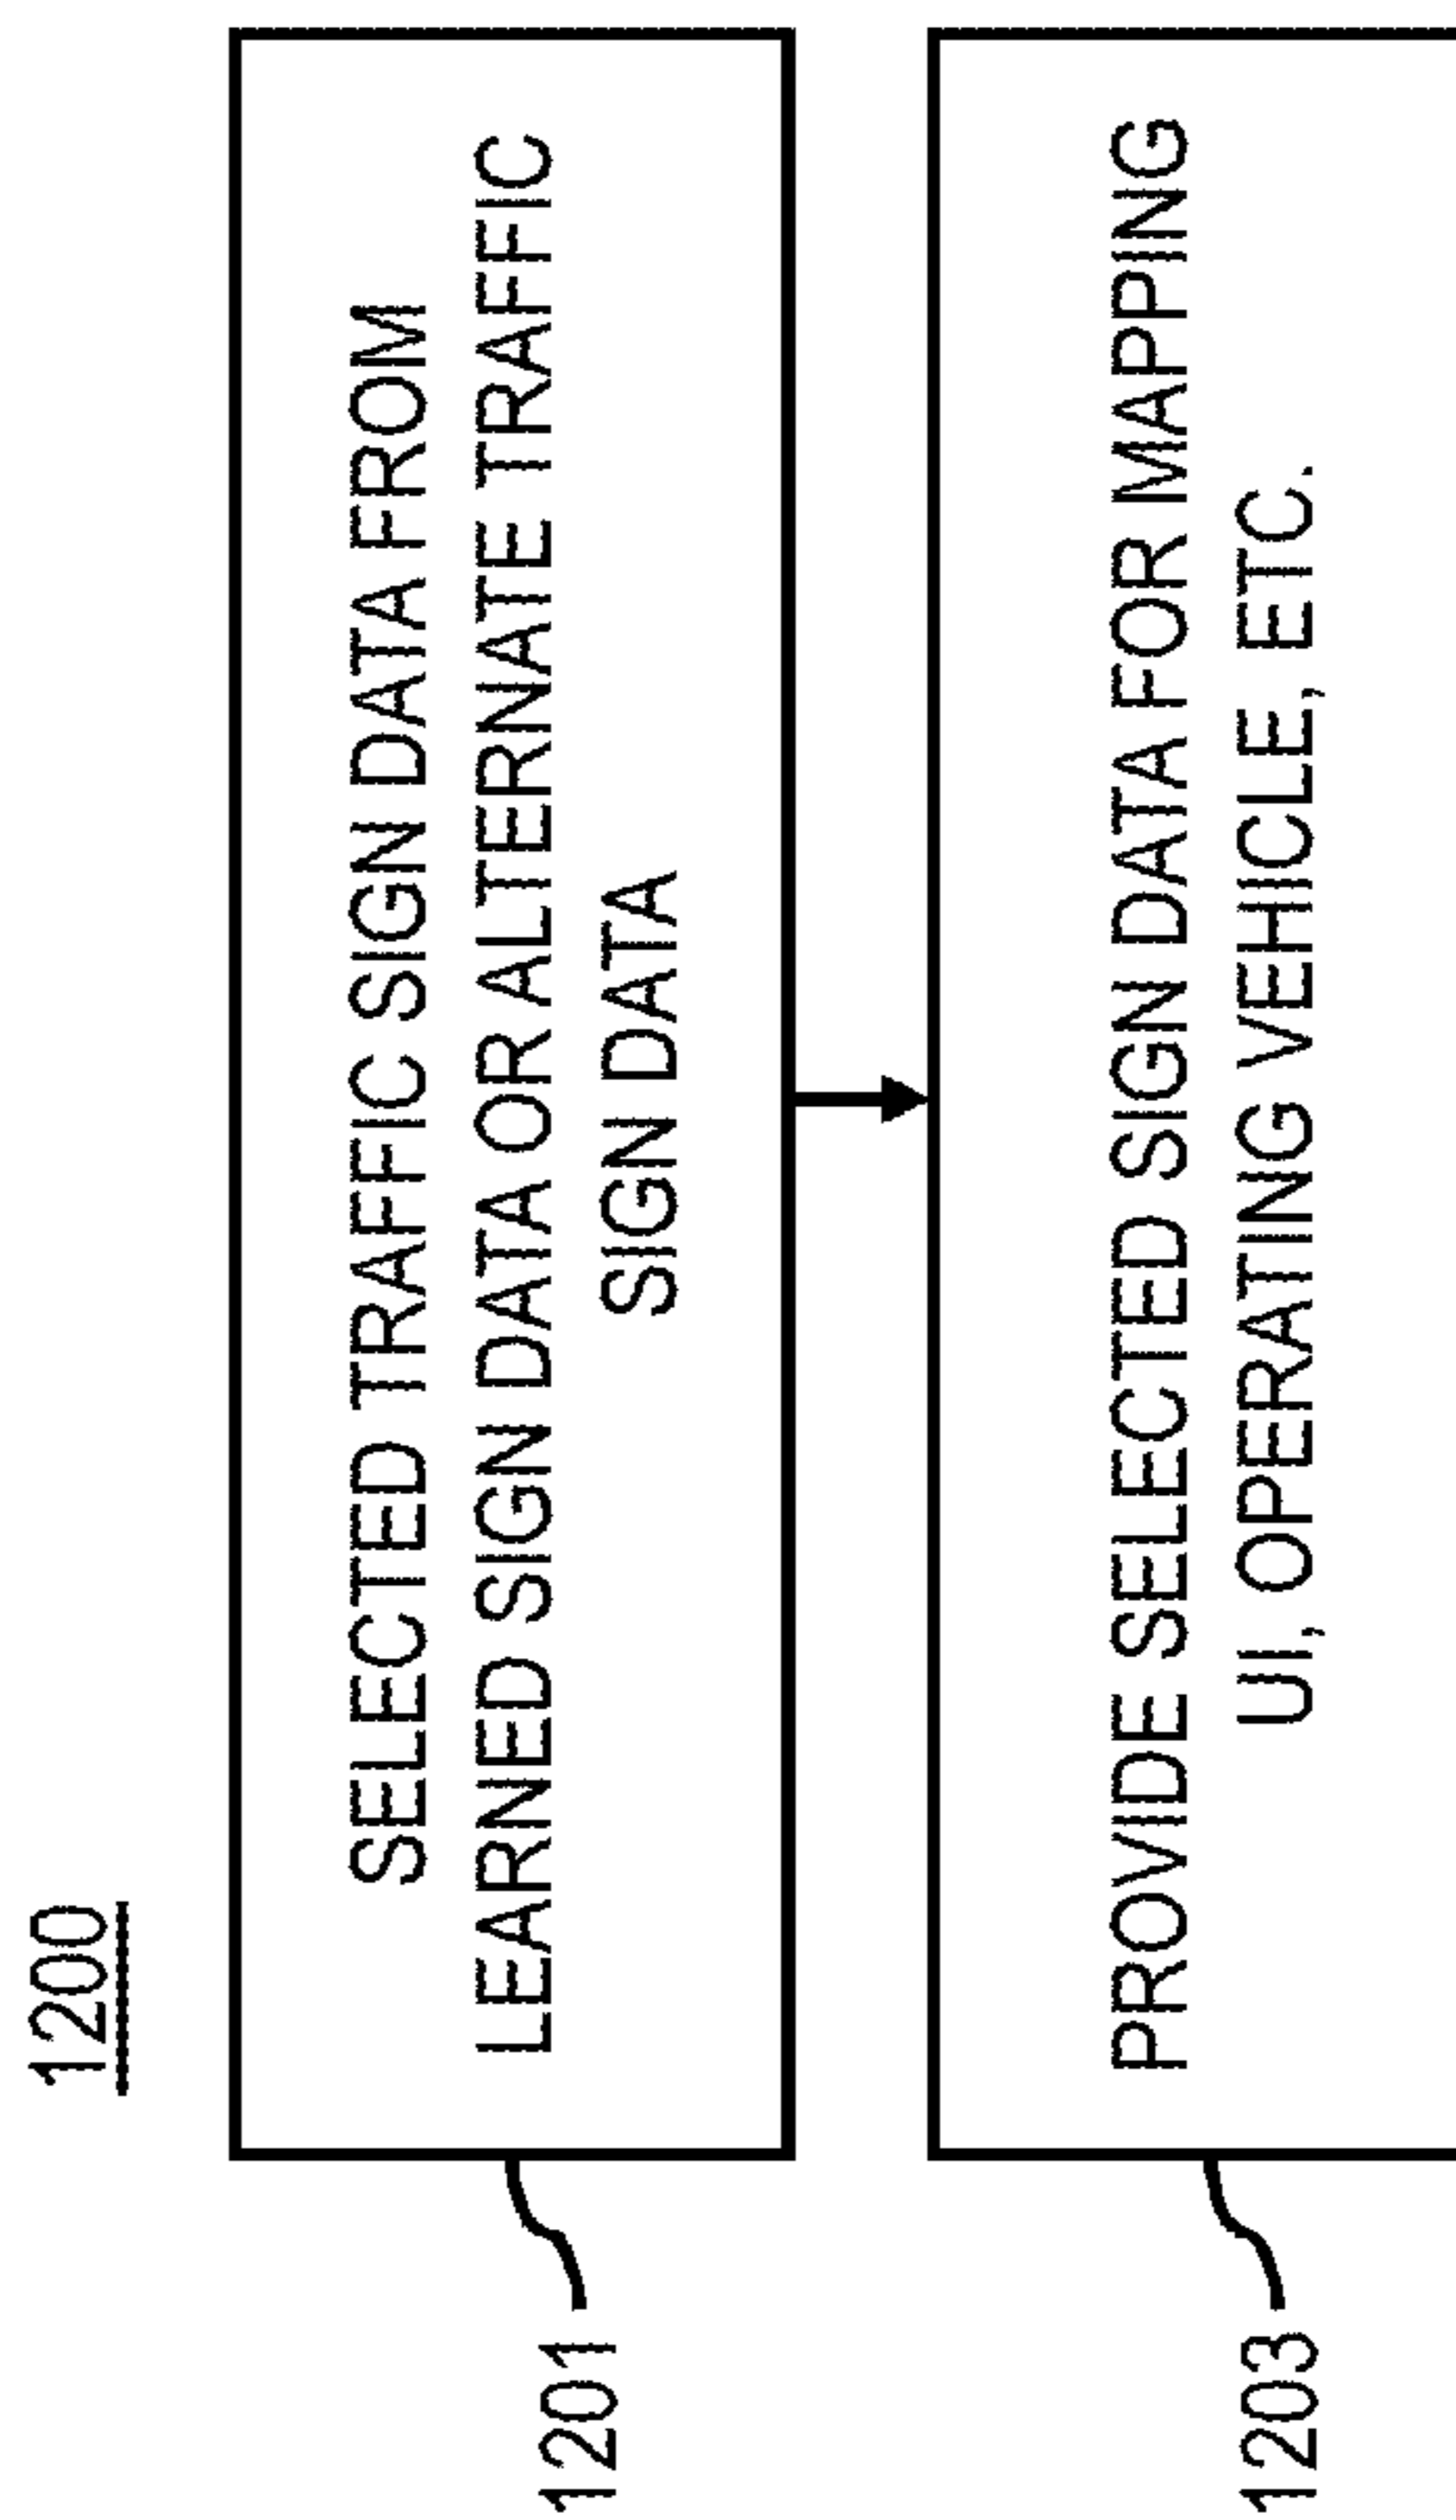 1200
SELECTED TRAFFIC SIGN DATA FROM
LEARNED SIGN DATA OR ALTERNATE TRAFFIC
SIGN DATA
1201
PROVIDE SELECTED SIGN DATA FOR MAPPING
UI, OPERATING VEHICLE, ETC.
1203